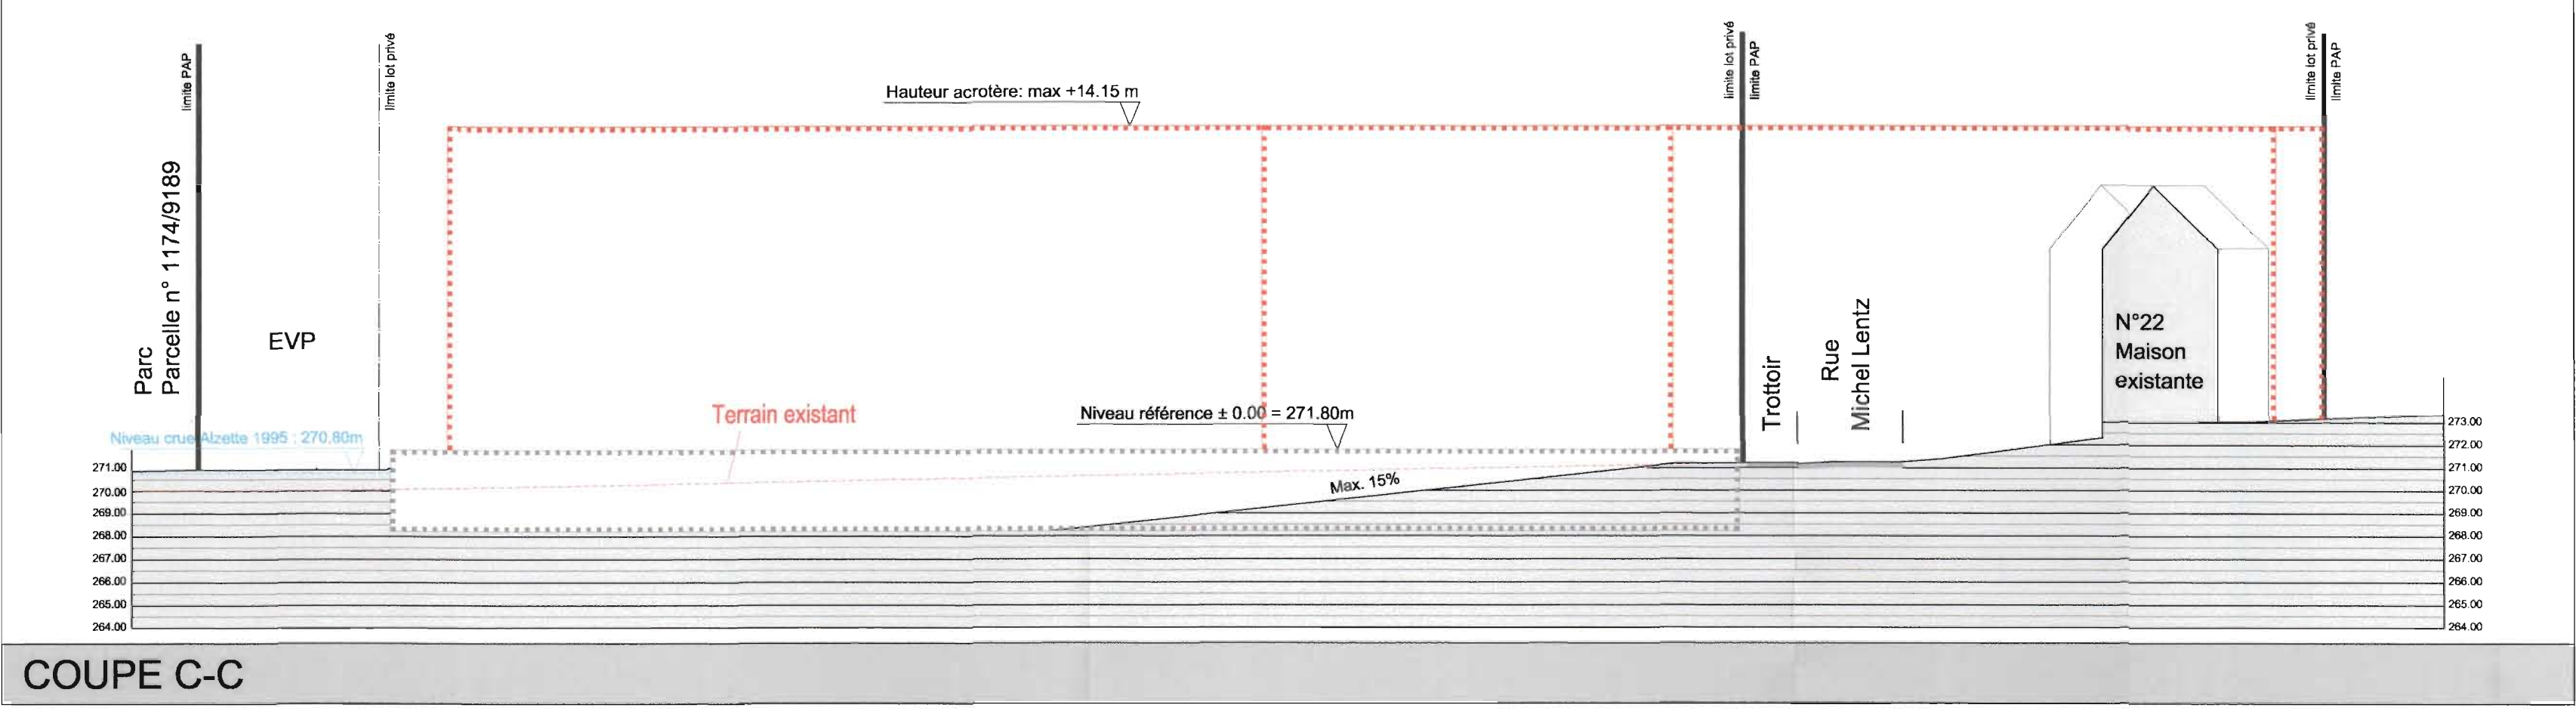 limite PAP
limite lot privé
limite lot privé
limite PAP
limite lot privé
limite PAP
Hauteur acrotère: max +14.15 m
Parc
Parcelle n° 1174/9189
EVP
Terrain existant
Niveau référence ± 0.00 = 271.80m
Niveau crue Alzette 1995 : 270.80m
Max. 15%
Trottoir
Rue
Michel Lentz
N°22
Maison
existante
271.00
270.00
269.00
268.00
267.00
266.00
265.00
264.00
273.00
272.00
271.00
270.00
269.00
268.00
267.00
266.00
265.00
264.00
COUPE C-C